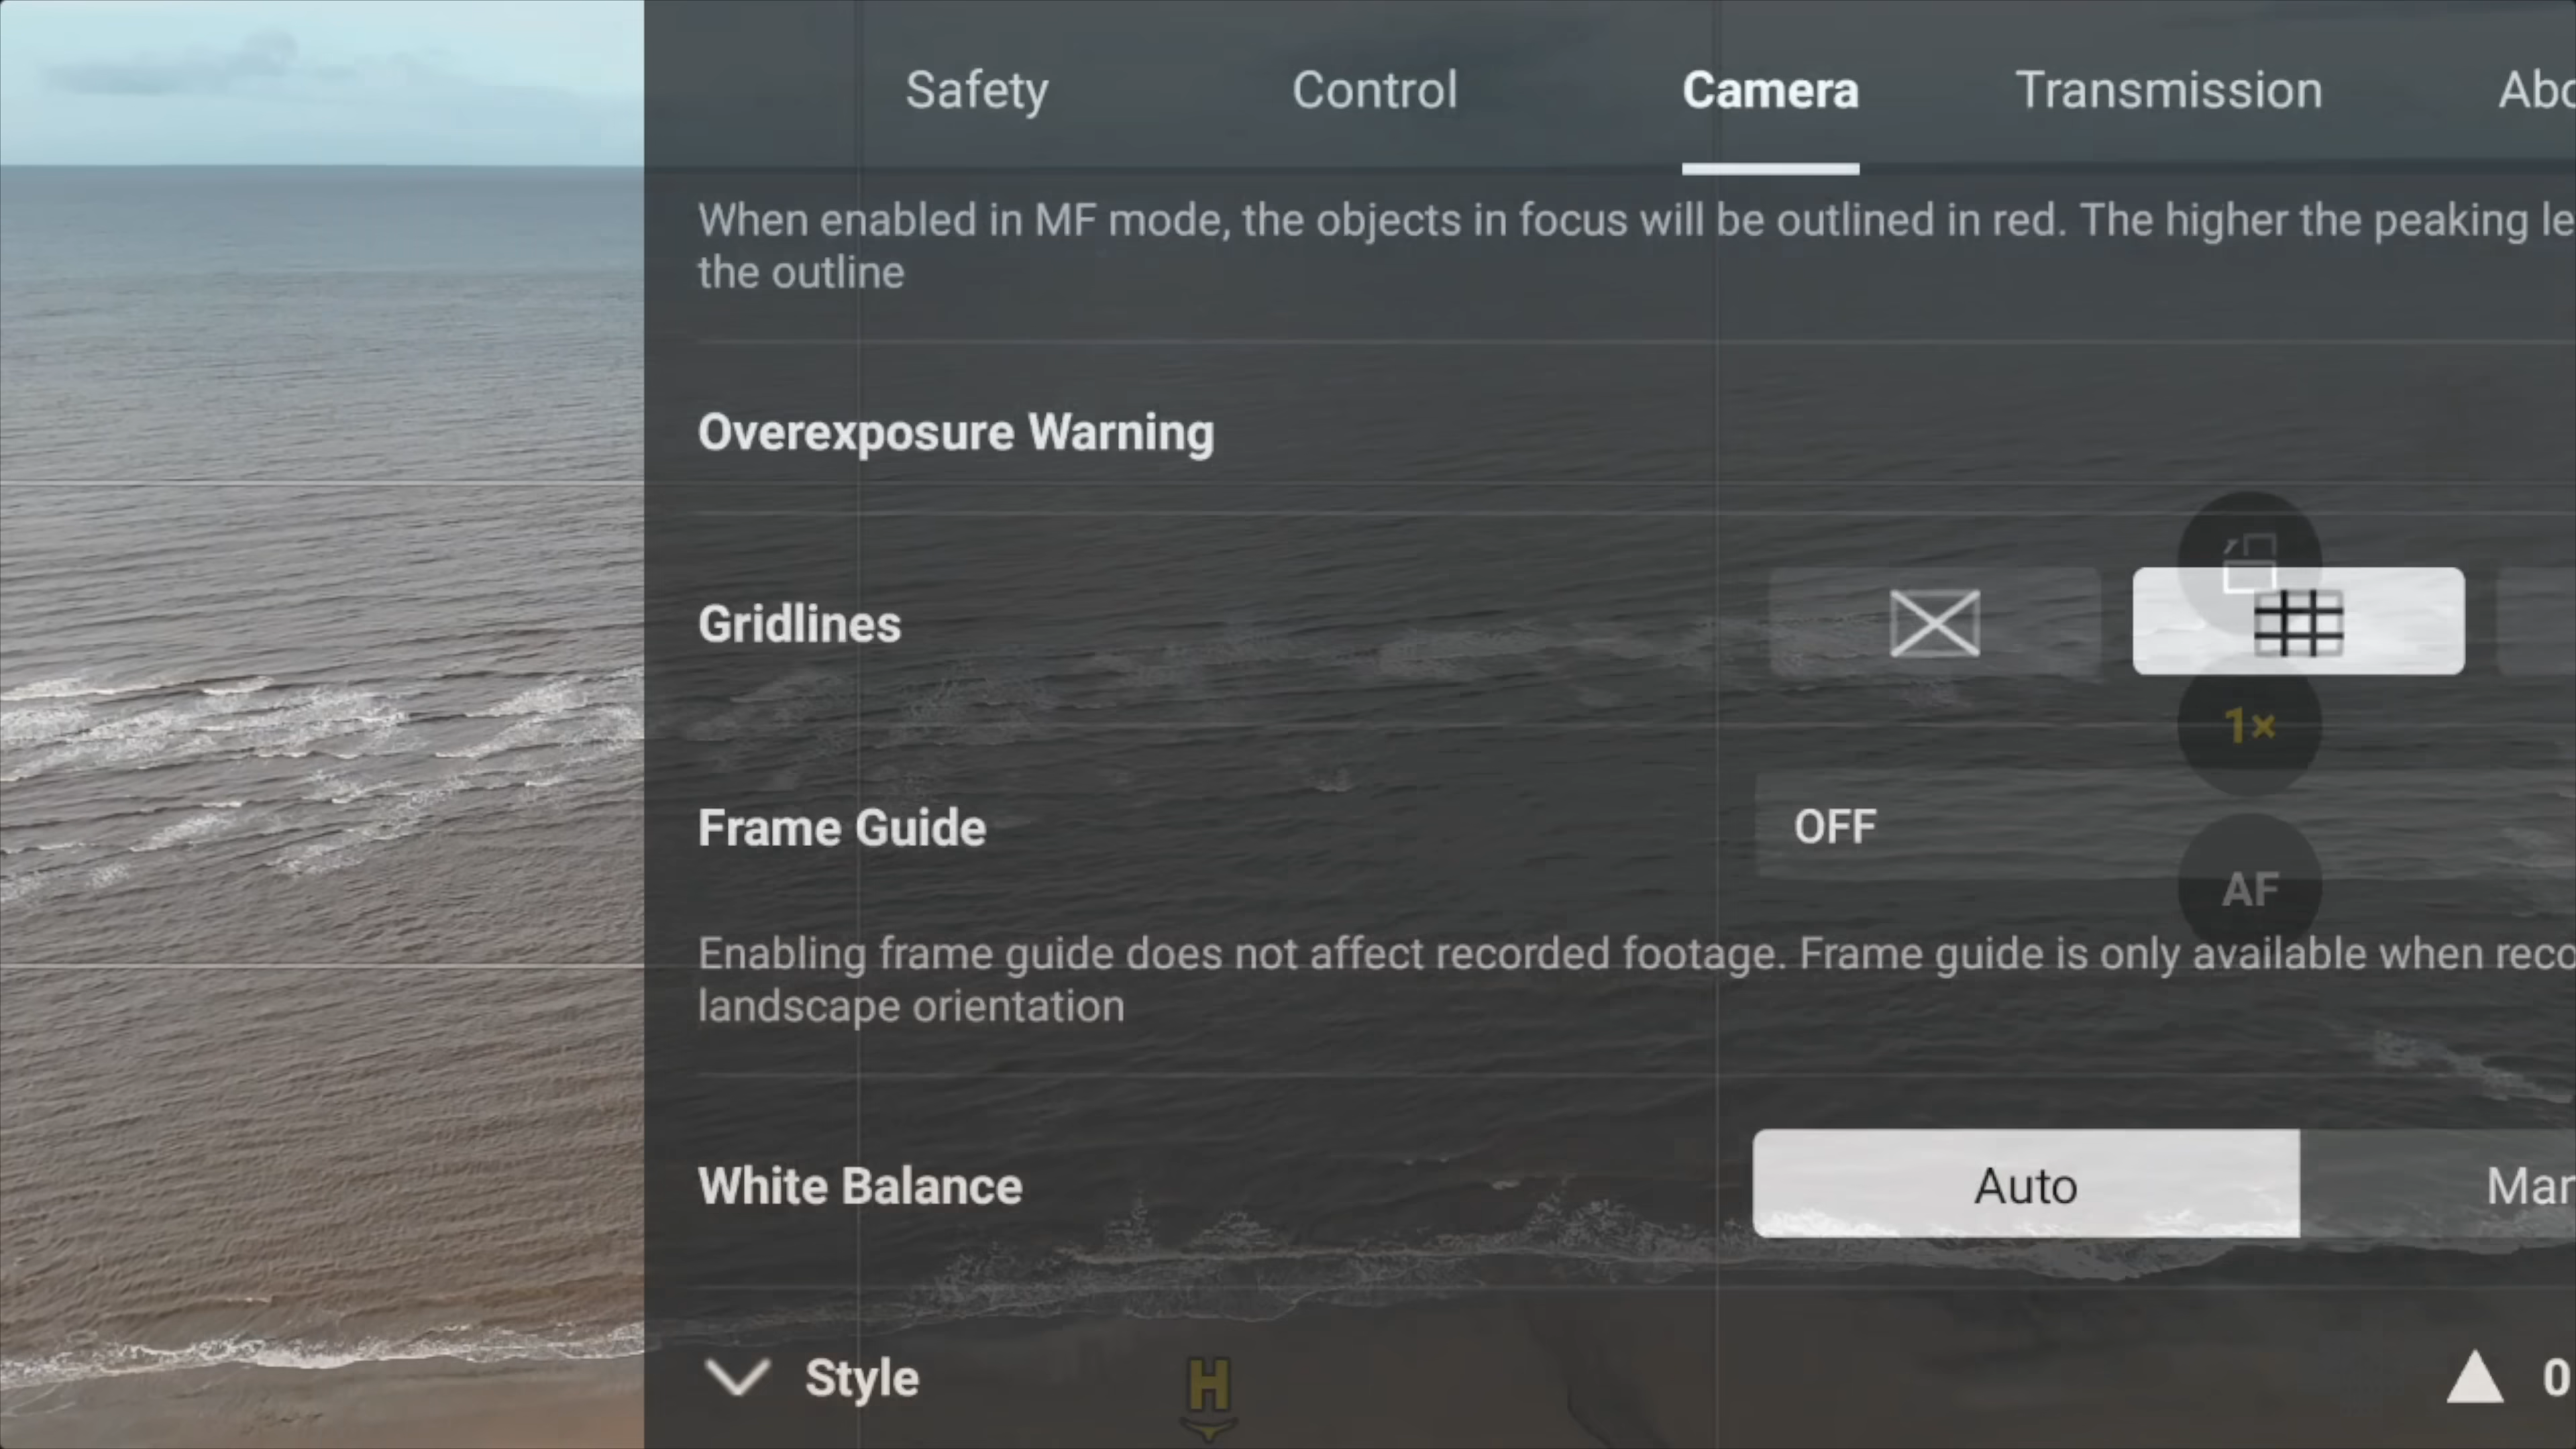 Safety Control Camera Transmission
When enabled in MF mode, the objects in focus will be outlined in red. The higher the peaking
the outline
Overexposure Warning
Gridlines
1×
Frame Guide OFF
AF
Enabling frame guide does not affect recorded footage. Frame guide is only available when
landscape orientation
White Balance Auto
Style 0
H